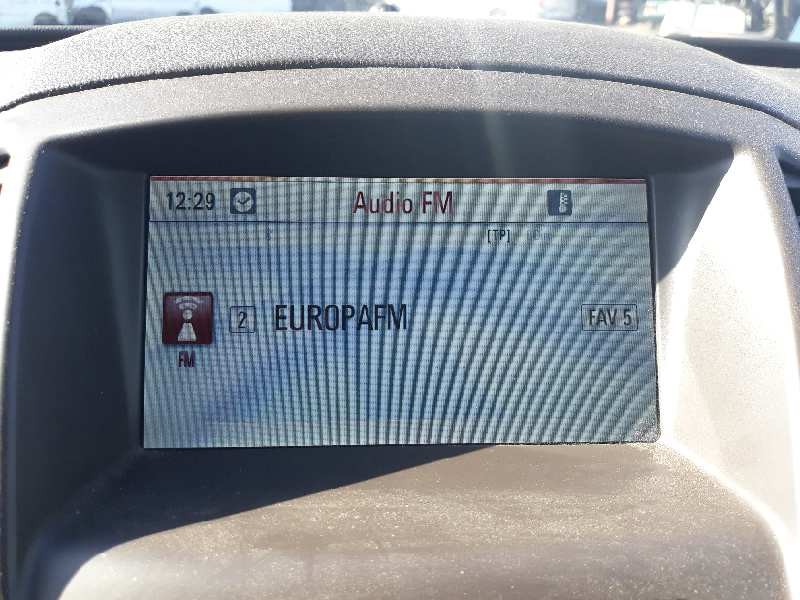 12:29 Audio FM
[TP]
2 EUROPAFM FAV 5
FM